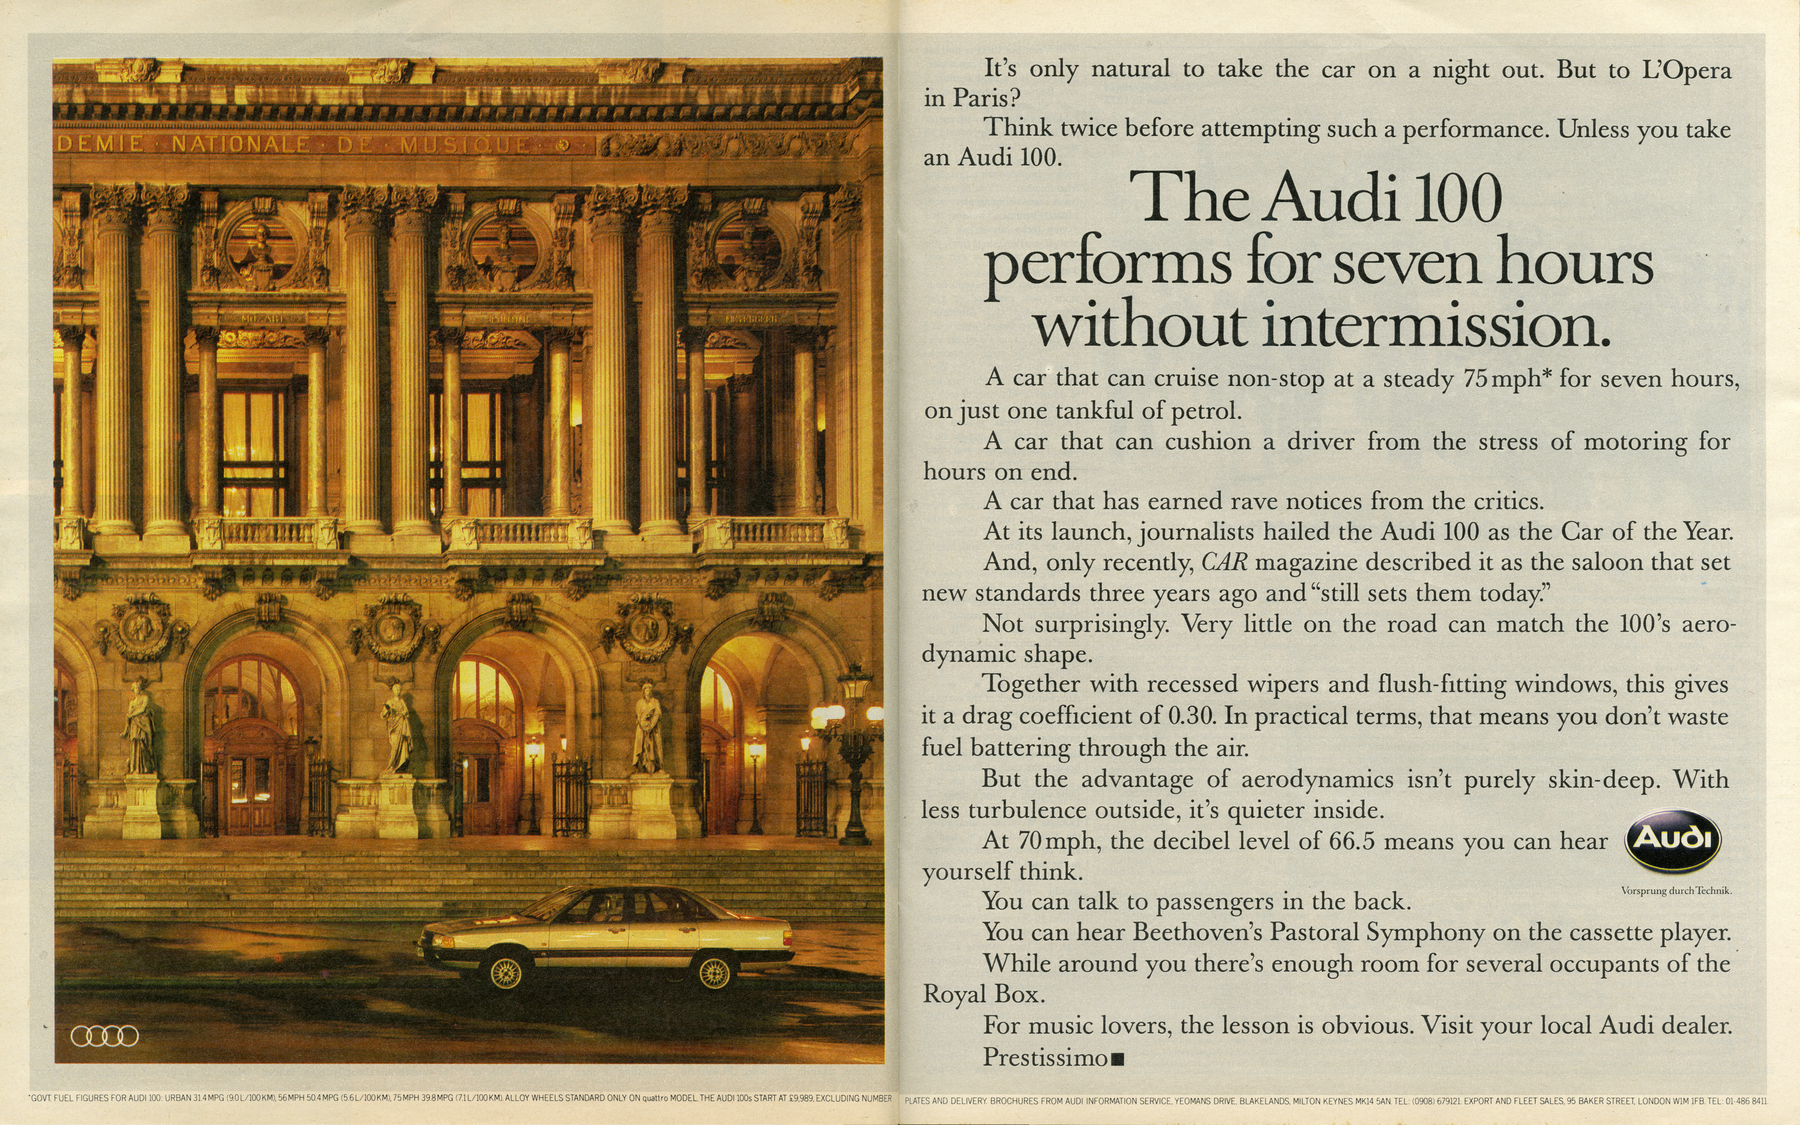 DEMIE NATIONALE DE MUSIQUE
It's only natural to take the car on a night out. But to L'Opera
in Paris?
Think twice before attempting such a performance. Unless you take
an Audi 100.
The Audi 100
performs for seven hours
without intermission.
A car that can cruise non-stop at a steady 75 mph* for seven hours,
on just one tankful of petrol.
A car that can cushion a driver from the stress of motoring for
hours on end.
A car that has earned rave notices from the critics.
At its launch, journalists hailed the Audi 100 as the Car of the Year.
And, only recently, CAR magazine described it as the saloon that set
new standards three years ago and “still sets them today.”
Not surprisingly. Very little on the road can match the 100's aero-
dynamic shape.
Together with recessed wipers and flush-fitting windows, this gives
it a drag coefficient of 0.30. In practical terms, that means you don't waste
fuel battering through the air.
But the advantage of aerodynamics isn't purely skin-deep. With
less turbulence outside, it's quieter inside.
At 70 mph, the decibel level of 66.5 means you can hear
yourself think.
You can talk to passengers in the back.
You can hear Beethoven's Pastoral Symphony on the cassette player.
While around you there's enough room for several occupants of the
Royal Box.
For music lovers, the lesson is obvious. Visit your local Audi dealer.
Prestissimo■
Audi
Vorsprung durch Technik.
*GOVT. FUEL FIGURES FOR AUDI 100: URBAN 31.4 MPG (9.0 L/100 KM), 56 MPH 50.4 MPG (5.6 L/100 KM), 75 MPH 39.8 MPG (7.1 L/100 KM). ALLOY WHEELS STANDARD ONLY ON quattro MODEL. THE AUDI 100s START AT £9,989, EXCLUDING NUMBER PLATES AND DELIVERY. BROCHURES FROM AUDI INFORMATION SERVICE, YEOMANS DRIVE, BLAKELANDS, MILTON KEYNES MK14 5AN. TEL: (0908) 679121. EXPORT AND FLEET SALES, 95 BAKER STREET, LONDON W1M 1FB. TEL: 01-486 8411.